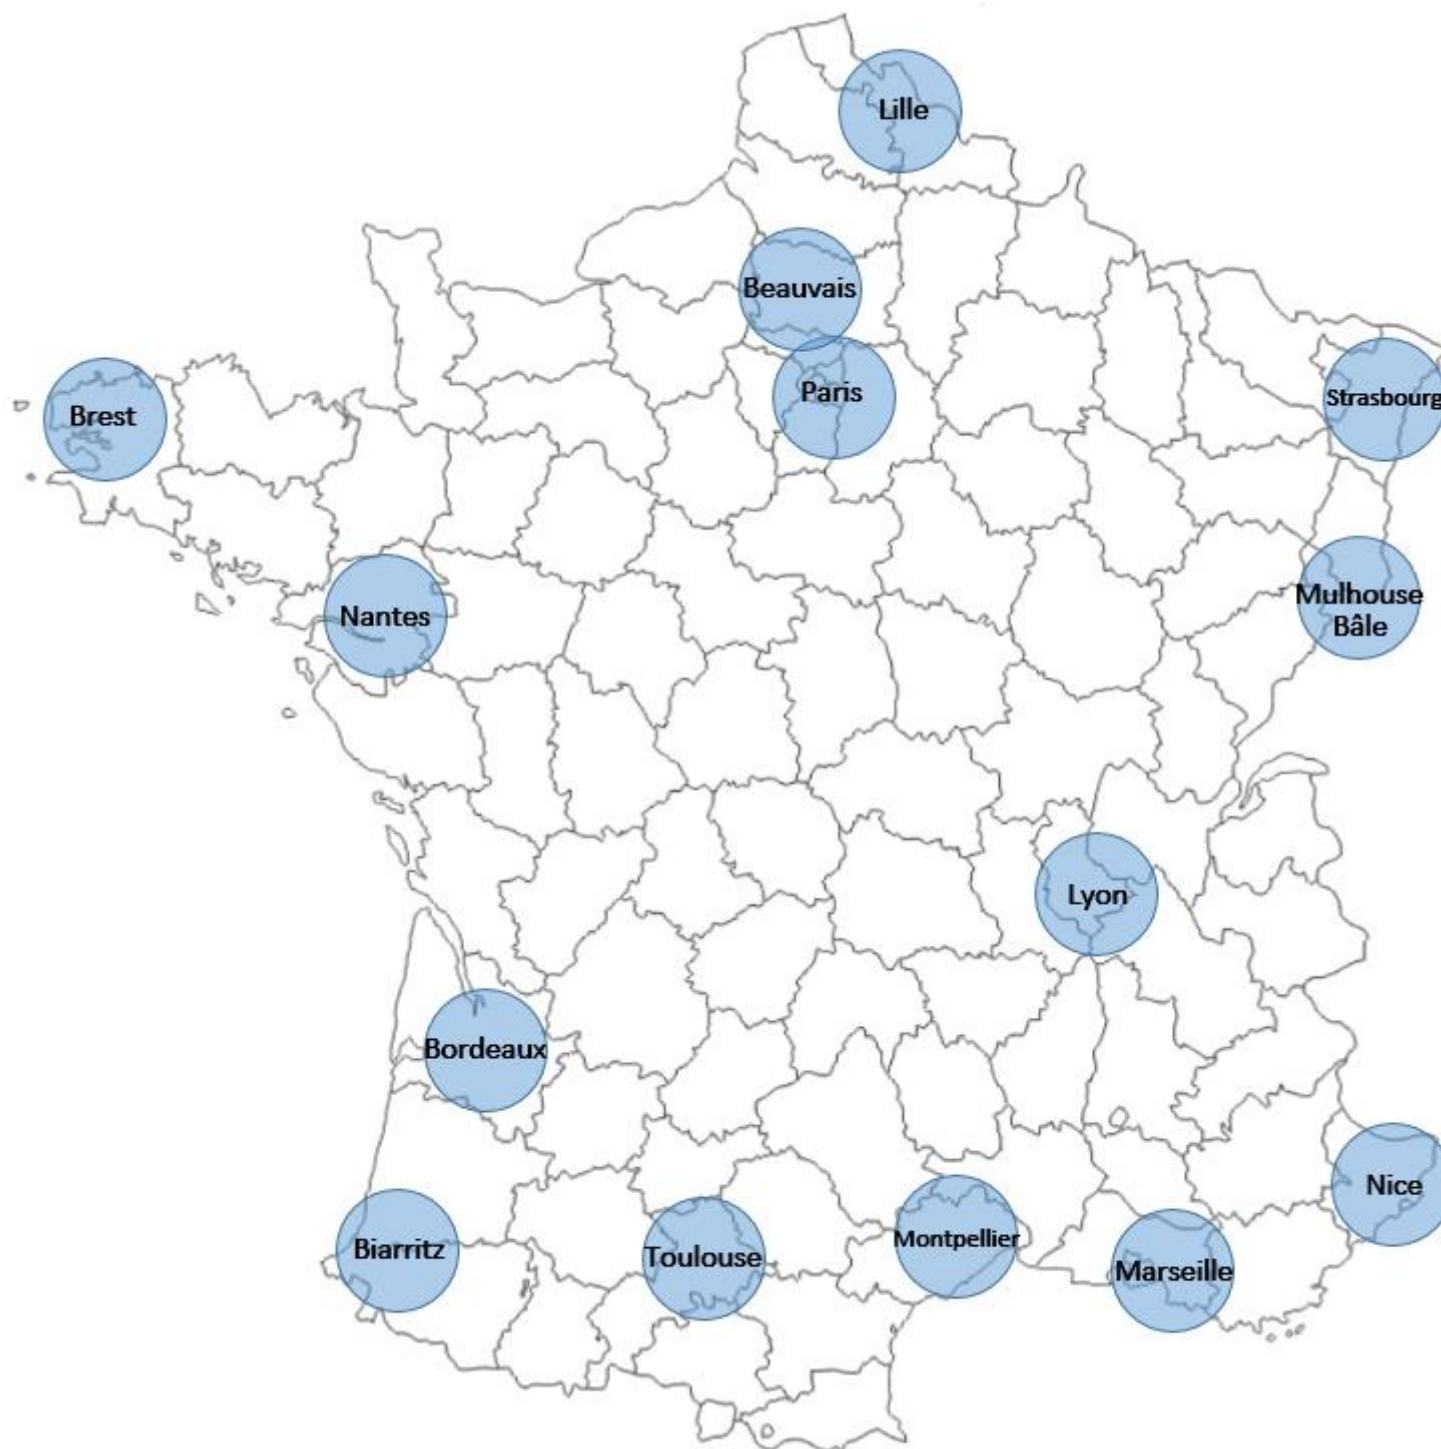 Lille
Beauvais
Paris
Strasbourg
Brest
Mulhouse
Bâle
Nantes
Lyon
Bordeaux
Nice
Biarritz
Toulouse
Montpellier
Marseille